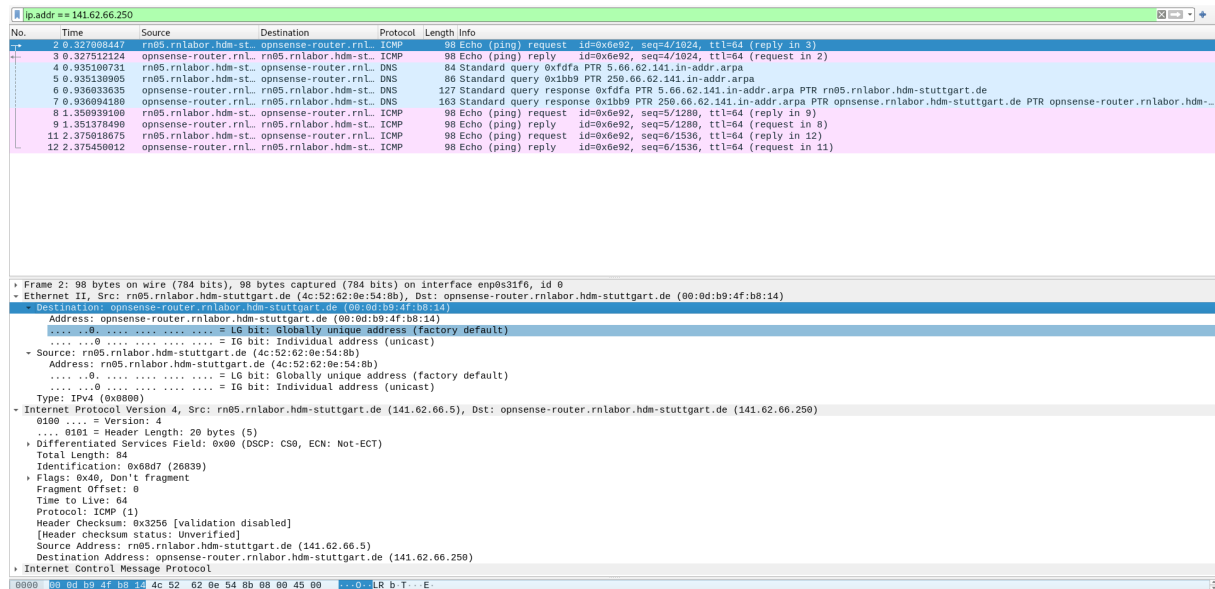 ip.addr == 141.62.66.250
No. Time Source Destination Protocol Length Info
2 0.327008447 rn05.rnlabor.hdm-st… opnsense-router.rnl… ICMP 98 Echo (ping) request id=0x6e92, seq=4/1024, ttl=64 (reply in 3)
3 0.327512124 opnsense-router.rnl… rn05.rnlabor.hdm-st… ICMP 98 Echo (ping) reply id=0x6e92, seq=4/1024, ttl=64 (request in 2)
4 0.935100731 rn05.rnlabor.hdm-st… opnsense-router.rnl… DNS 84 Standard query 0xfdfa PTR 5.66.62.141.in-addr.arpa
5 0.935130905 rn05.rnlabor.hdm-st… opnsense-router.rnl… DNS 86 Standard query 0x1bb9 PTR 250.66.62.141.in-addr.arpa
6 0.936033635 opnsense-router.rnl… rn05.rnlabor.hdm-st… DNS 127 Standard query response 0xfdfa PTR 5.66.62.141.in-addr.arpa PTR rn05.rnlabor.hdm-stuttgart.de
7 0.936094180 opnsense-router.rnl… rn05.rnlabor.hdm-st… DNS 163 Standard query response 0x1bb9 PTR 250.66.62.141.in-addr.arpa PTR opnsense.rnlabor.hdm-stuttgart.de PTR opnsense-router.rnlabor.hdm-…
8 1.350939100 rn05.rnlabor.hdm-st… opnsense-router.rnl… ICMP 98 Echo (ping) request id=0x6e92, seq=5/1280, ttl=64 (reply in 9)
9 1.351378490 opnsense-router.rnl… rn05.rnlabor.hdm-st… ICMP 98 Echo (ping) reply id=0x6e92, seq=5/1280, ttl=64 (request in 8)
11 2.375018675 rn05.rnlabor.hdm-st… opnsense-router.rnl… ICMP 98 Echo (ping) request id=0x6e92, seq=6/1536, ttl=64 (reply in 12)
12 2.375450012 opnsense-router.rnl… rn05.rnlabor.hdm-st… ICMP 98 Echo (ping) reply id=0x6e92, seq=6/1536, ttl=64 (request in 11)
Frame 2: 98 bytes on wire (784 bits), 98 bytes captured (784 bits) on interface enp0s31f6, id 0
Ethernet II, Src: rn05.rnlabor.hdm-stuttgart.de (4c:52:62:0e:54:8b), Dst: opnsense-router.rnlabor.hdm-stuttgart.de (00:0d:b9:4f:b8:14)
Destination: opnsense-router.rnlabor.hdm-stuttgart.de (00:0d:b9:4f:b8:14)
Address: opnsense-router.rnlabor.hdm-stuttgart.de (00:0d:b9:4f:b8:14)
.... ..0. .... .... .... .... = LG bit: Globally unique address (factory default)
.... ...0 .... .... .... .... = IG bit: Individual address (unicast)
Source: rn05.rnlabor.hdm-stuttgart.de (4c:52:62:0e:54:8b)
Address: rn05.rnlabor.hdm-stuttgart.de (4c:52:62:0e:54:8b)
.... ..0. .... .... .... .... = LG bit: Globally unique address (factory default)
.... ...0 .... .... .... .... = IG bit: Individual address (unicast)
Type: IPv4 (0x0800)
Internet Protocol Version 4, Src: rn05.rnlabor.hdm-stuttgart.de (141.62.66.5), Dst: opnsense-router.rnlabor.hdm-stuttgart.de (141.62.66.250)
0100 .... = Version: 4
.... 0101 = Header Length: 20 bytes (5)
Differentiated Services Field: 0x00 (DSCP: CS0, ECN: Not-ECT)
Total Length: 84
Identification: 0x68d7 (26839)
Flags: 0x40, Don't fragment
Fragment Offset: 0
Time to Live: 64
Protocol: ICMP (1)
Header Checksum: 0x3256 [validation disabled]
[Header checksum status: Unverified]
Source Address: rn05.rnlabor.hdm-stuttgart.de (141.62.66.5)
Destination Address: opnsense-router.rnlabor.hdm-stuttgart.de (141.62.66.250)
Internet Control Message Protocol
0000 00 0d b9 4f b8 14 4c 52 62 0e 54 8b 08 00 45 00 ···O··LR b·T···E·